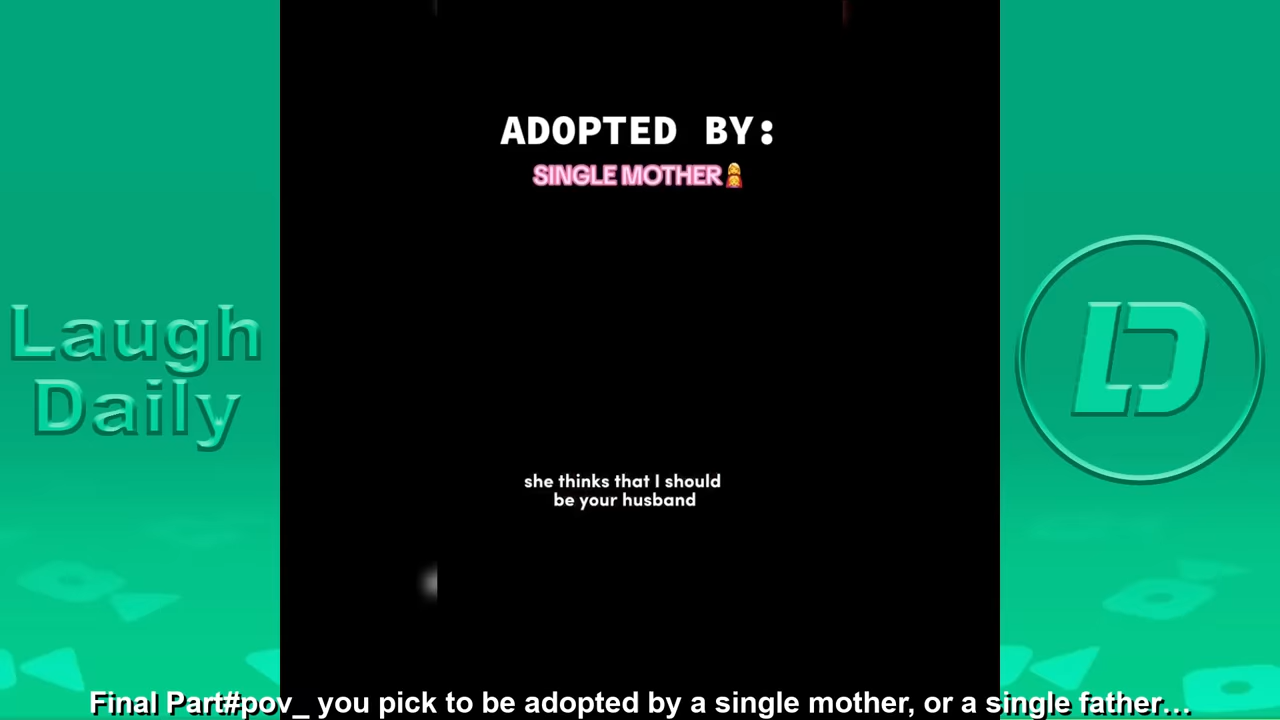 ADOPTED BY:
SINGLE MOTHER
Laugh
Daily
LD
she thinks that I should
be your husband
Final Part#pov_ you pick to be adopted by a single mother, or a single father...